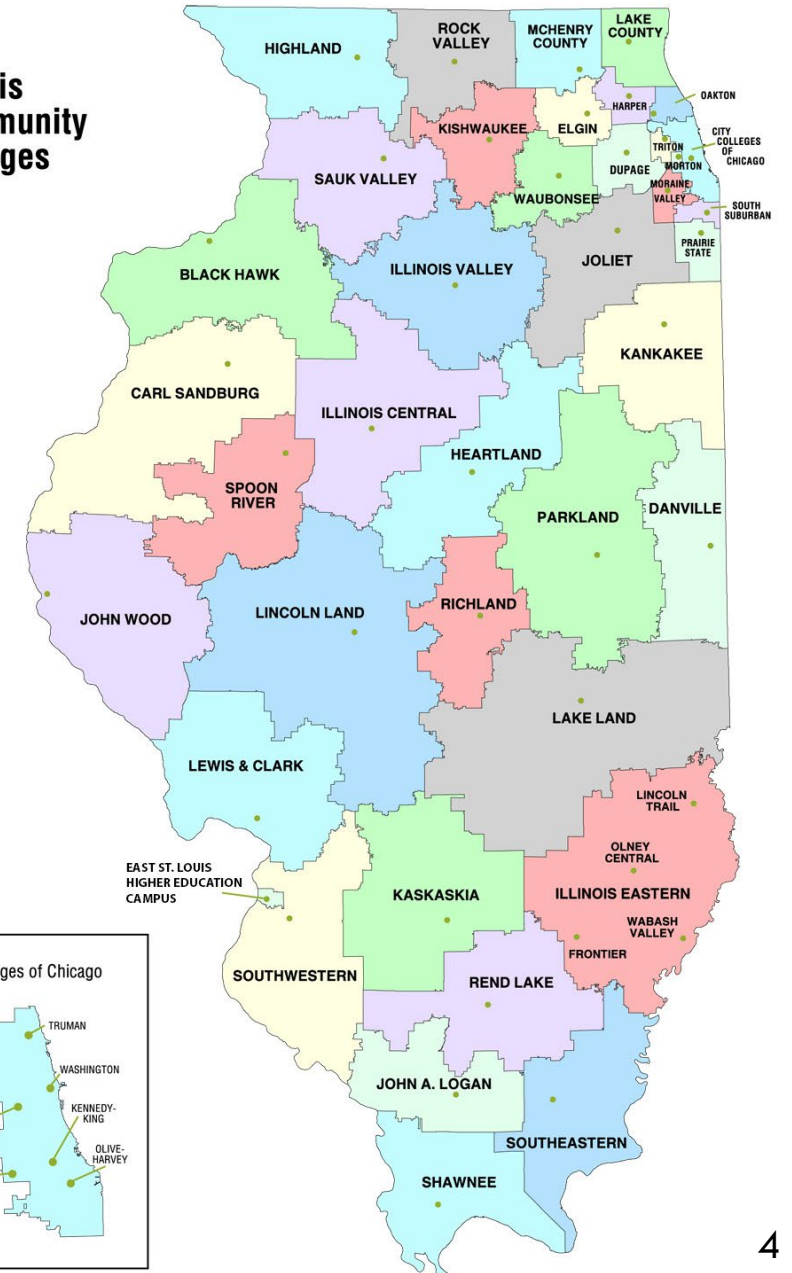 is
munity
ges
HIGHLAND
ROCK
VALLEY
MCHENRY
COUNTY
LAKE
COUNTY
HARPER
OAKTON
KISHWAUKEE
ELGIN
CITY
COLLEGES
OF
CHICAGO
TRITON
MORTON
DUPAGE
SAUK VALLEY
WAUBONSEE
MORAINE
VALLEY
SOUTH
SUBURBAN
PRAIRIE
STATE
BLACK HAWK
ILLINOIS VALLEY
JOLIET
KANKAKEE
CARL SANDBURG
ILLINOIS CENTRAL
HEARTLAND
SPOON
RIVER
PARKLAND
DANVILLE
JOHN WOOD
LINCOLN LAND
RICHLAND
LAKE LAND
LEWIS & CLARK
LINCOLN
TRAIL
OLNEY
CENTRAL
ILLINOIS EASTERN
WABASH
VALLEY
FRONTIER
EAST ST. LOUIS
HIGHER EDUCATION
CAMPUS
KASKASKIA
SOUTHWESTERN
REND LAKE
JOHN A. LOGAN
SOUTHEASTERN
SHAWNEE
ges of Chicago
TRUMAN
WASHINGTON
KENNEDY-
KING
OLIVE-
HARVEY
4